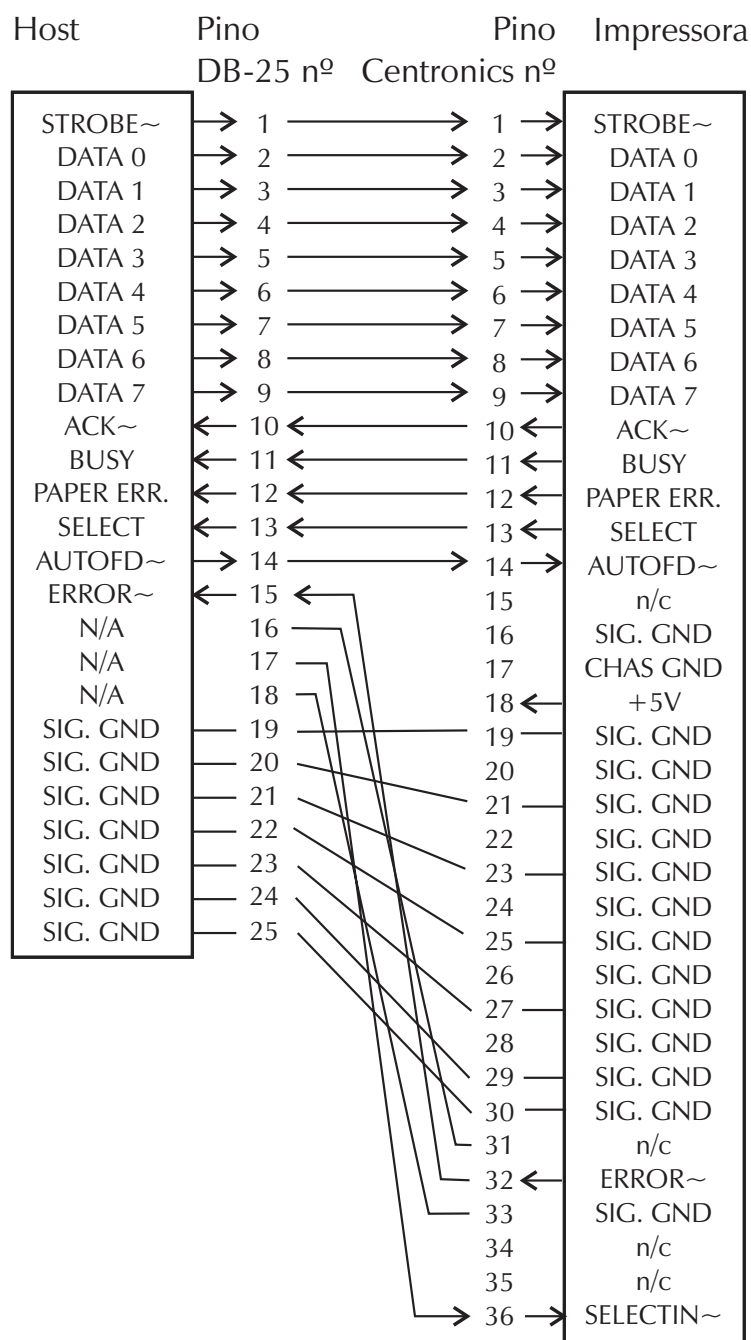 Host Pino Pino Impressora
DB-25 nº Centronics nº
STROBE~ 1 1 STROBE~
DATA 0 2 2 DATA 0
DATA 1 3 3 DATA 1
DATA 2 4 4 DATA 2
DATA 3 5 5 DATA 3
DATA 4 6 6 DATA 4
DATA 5 7 7 DATA 5
DATA 6 8 8 DATA 6
DATA 7 9 9 DATA 7
ACK~ 10 10 ACK~
BUSY 11 11 BUSY
PAPER ERR. 12 12 PAPER ERR.
SELECT 13 13 SELECT
AUTOFD~ 14 14 AUTOFD~
ERROR~ 15 15 n/c
N/A 16 16 SIG. GND
N/A 17 17 CHAS GND
N/A 18 18 +5V
SIG. GND 19 19 SIG. GND
SIG. GND 20 20 SIG. GND
SIG. GND 21 21 SIG. GND
SIG. GND 22 22 SIG. GND
SIG. GND 23 23 SIG. GND
SIG. GND 24 24 SIG. GND
SIG. GND 25 25 SIG. GND
26 SIG. GND
27 SIG. GND
28 SIG. GND
29 SIG. GND
30 SIG. GND
31 n/c
32 ERROR~
33 SIG. GND
34 n/c
35 n/c
36 SELECTIN~